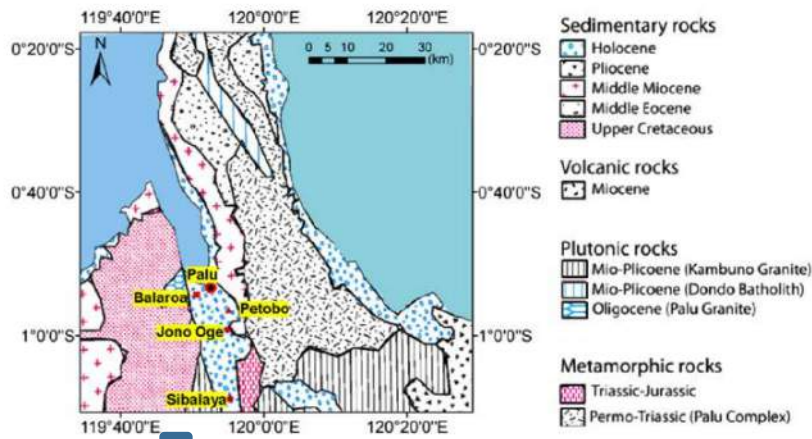 119°40'0"E
120°0'0"E
120°20'0"E
0°20'0"S
0°20'0"S
N
0 5 10 20 30
(km)
0°40'0"S
0°40'0"S
Palu
Balaroa
Petobo
Jono Oge
1°0'0"S
1°0'0"S
Sibalaya
119°40'0"E
120°0'0"E
120°20'0"E
Sedimentary rocks
Holocene
Pliocene
Middle Miocene
Middle Eocene
Upper Cretaceous
Volcanic rocks
Miocene
Plutonic rocks
Mio-Plicoene (Kambuno Granite)
Mio-Plicoene (Dondo Batholith)
Oligocene (Palu Granite)
Metamorphic rocks
Triassic-Jurassic
Permo-Triassic (Palu Complex)